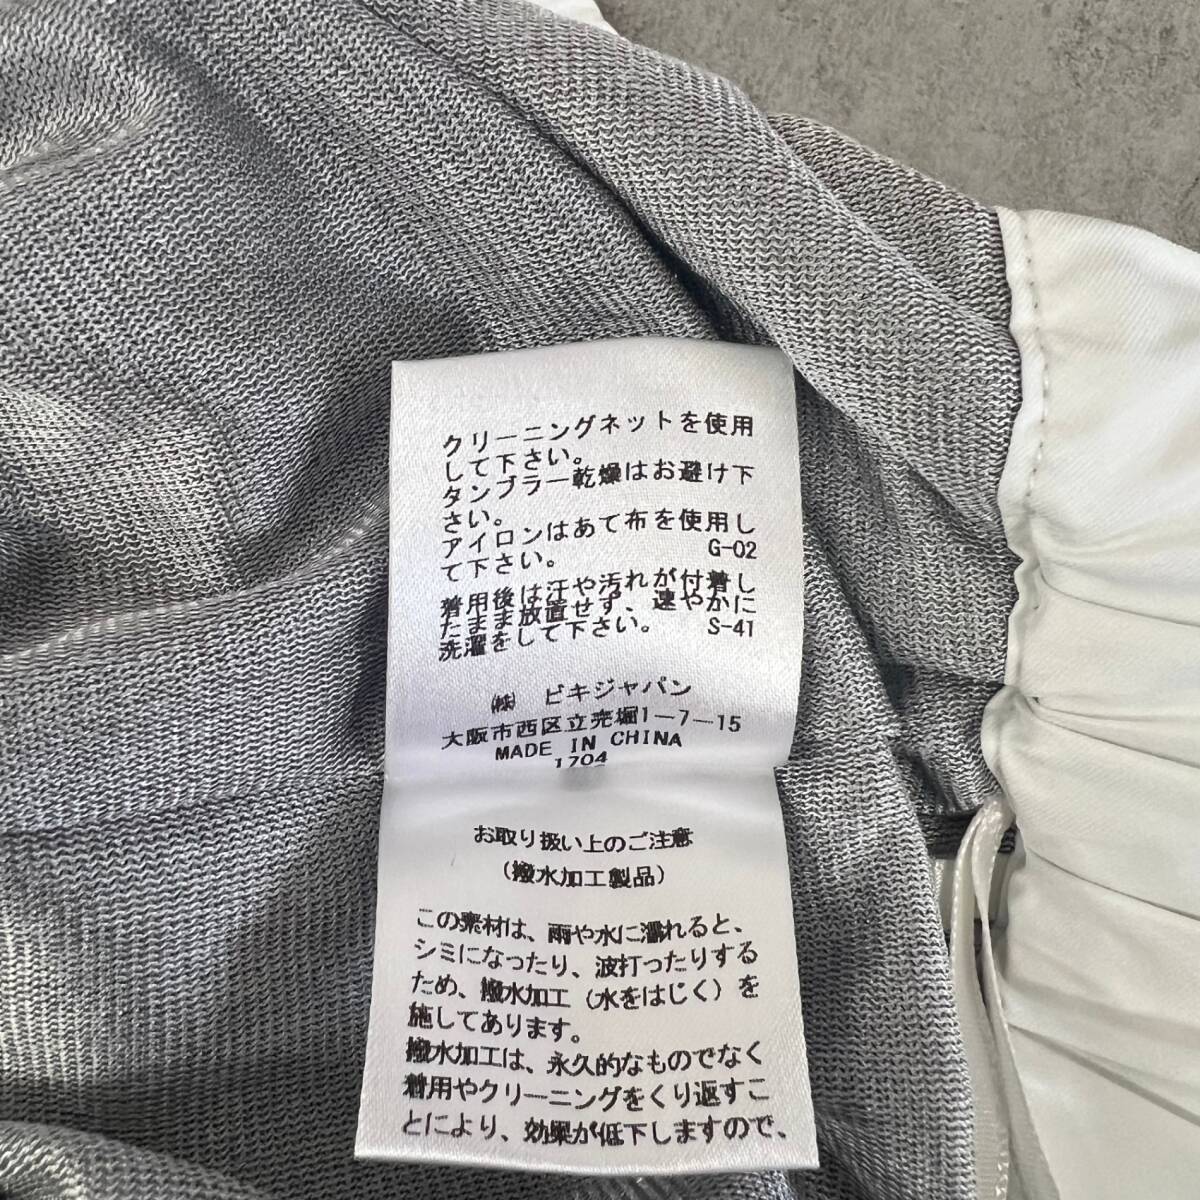 クリーニングネットを使用
して下さい。
タンブラー乾燥はお避け下
さい。
アイロンはあて布を使用し
て下さい。 G-02
着用後は汗や汚れが付着し
たまま放置せず、速やかに
洗濯をして下さい。 S-41
㈱ ビキジャパン
大阪市西区立売堀1-7-15
MADE IN CHINA
1704
お取り扱い上のご注意
(撥水加工製品)
この素材は、雨や水に濡れると、
シミになったり、波打ったりする
ため、撥水加工(水をはじく)を
施してあります。
撥水加工は、永久的なものでなく
着用やクリーニングをくり返すこ
とにより、効果が低下しますので、